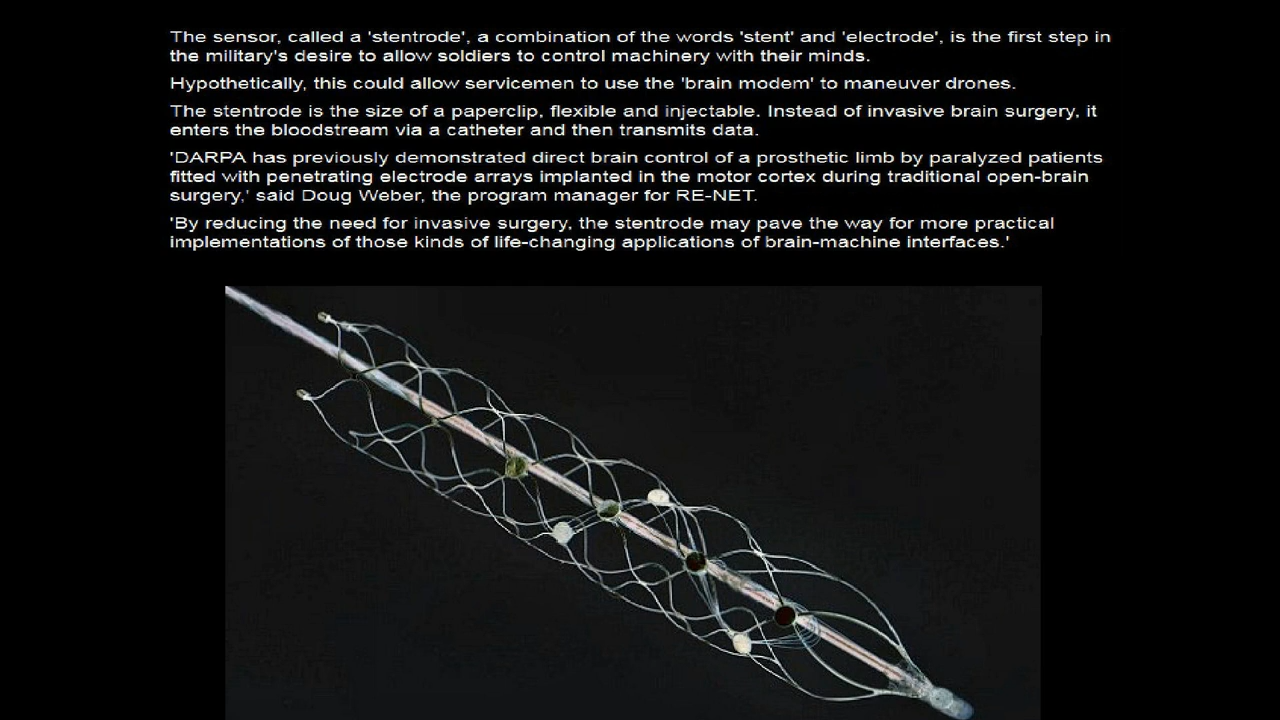 The sensor, called a 'stentrode', a combination of the words 'stent' and 'electrode', is the first step in
the military's desire to allow soldiers to control machinery with their minds.
Hypothetically, this could allow servicemen to use the 'brain modem' to maneuver drones.
The stentrode is the size of a paperclip, flexible and injectable. Instead of invasive brain surgery, it
enters the bloodstream via a catheter and then transmits data.
'DARPA has previously demonstrated direct brain control of a prosthetic limb by paralyzed patients
fitted with penetrating electrode arrays implanted in the motor cortex during traditional open-brain
surgery,' said Doug Weber, the program manager for RE-NET.
'By reducing the need for invasive surgery, the stentrode may pave the way for more practical
implementations of those kinds of life-changing applications of brain-machine interfaces.'